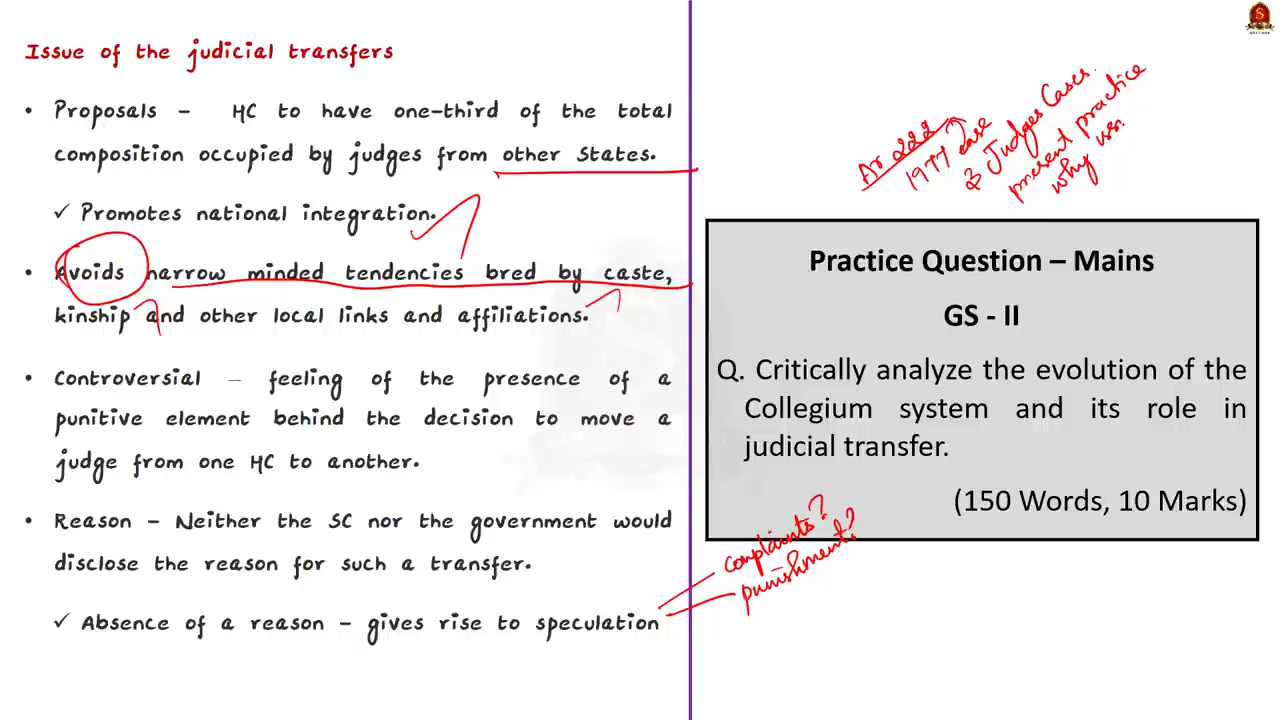 Issue of the judicial transfers
• Proposals – HC to have one-third of the total
composition occupied by judges from other States.
✓ Promotes national integration.
• Avoids narrow minded tendencies bred by caste,
kinship and other local links and affiliations.
• Controversial – feeling of the presence of a
punitive element behind the decision to move a
judge from one HC to another.
• Reason – Neither the SC nor the government would
disclose the reason for such a transfer.
✓ Absence of a reason – gives rise to speculation
complaints?
punishment?
Ar 222
1977 case
& Judges Cases.
present practice
why
Practice Question – Mains
GS - II
Q. Critically analyze the evolution of the
Collegium system and its role in
judicial transfer.
(150 Words, 10 Marks)